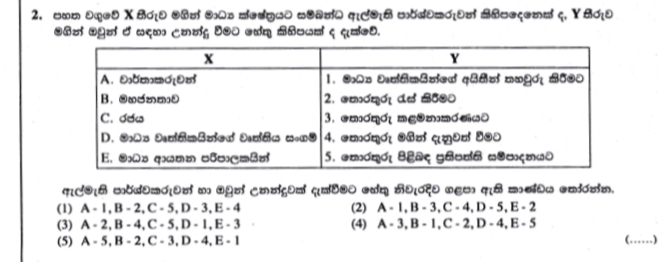 2. පහත වගුවේ X තීරුව මගින් මාධ්‍ය ක්ෂේත්‍රයට සම්බන්ධ ඇල්මැති පාර්ශ්වකරුවන් කිහිපදෙනෙක් ද, Y තීරුව
මගින් ඔවුන් ඒ සඳහා උනන්දු වීමට හේතු කිහිපයක් ද දැක්වේ.
X Y
A. වාර්තාකරුවන් 1. මාධ්‍ය වෘත්තිකයින්ගේ අයිතීන් තහවුරු කිරීමට
B. මහජනතාව 2. තොරතුරු රැස් කිරීමට
C. රජය 3. තොරතුරු කළමනාකරණයට
D. මාධ්‍ය වෘත්තිකයින්ගේ වෘත්තිය සංගම් 4. තොරතුරු මගින් දැනුවත් වීමට
E. මාධ්‍ය ආයතන පරිපාලකයින් 5. තොරතුරු පිළිබඳ ප්‍රතිපත්ති සම්පාදනයට
ඇල්මැති පාර්ශ්වකරුවන් හා ඔවුන් උනන්දුවක් දැක්වීමට හේතු නිවැරදිව ගළපා ඇති කාණ්ඩය තෝරන්න.
(1) A - 1, B - 2, C - 5, D - 3, E - 4 (2) A - 1, B - 3, C - 4, D - 5, E - 2
(3) A - 2, B - 4, C - 5, D - 1, E - 3 (4) A - 3, B - 1, C - 2, D - 4, E - 5
(5) A - 5, B - 2, C - 3, D - 4, E - 1 (......)